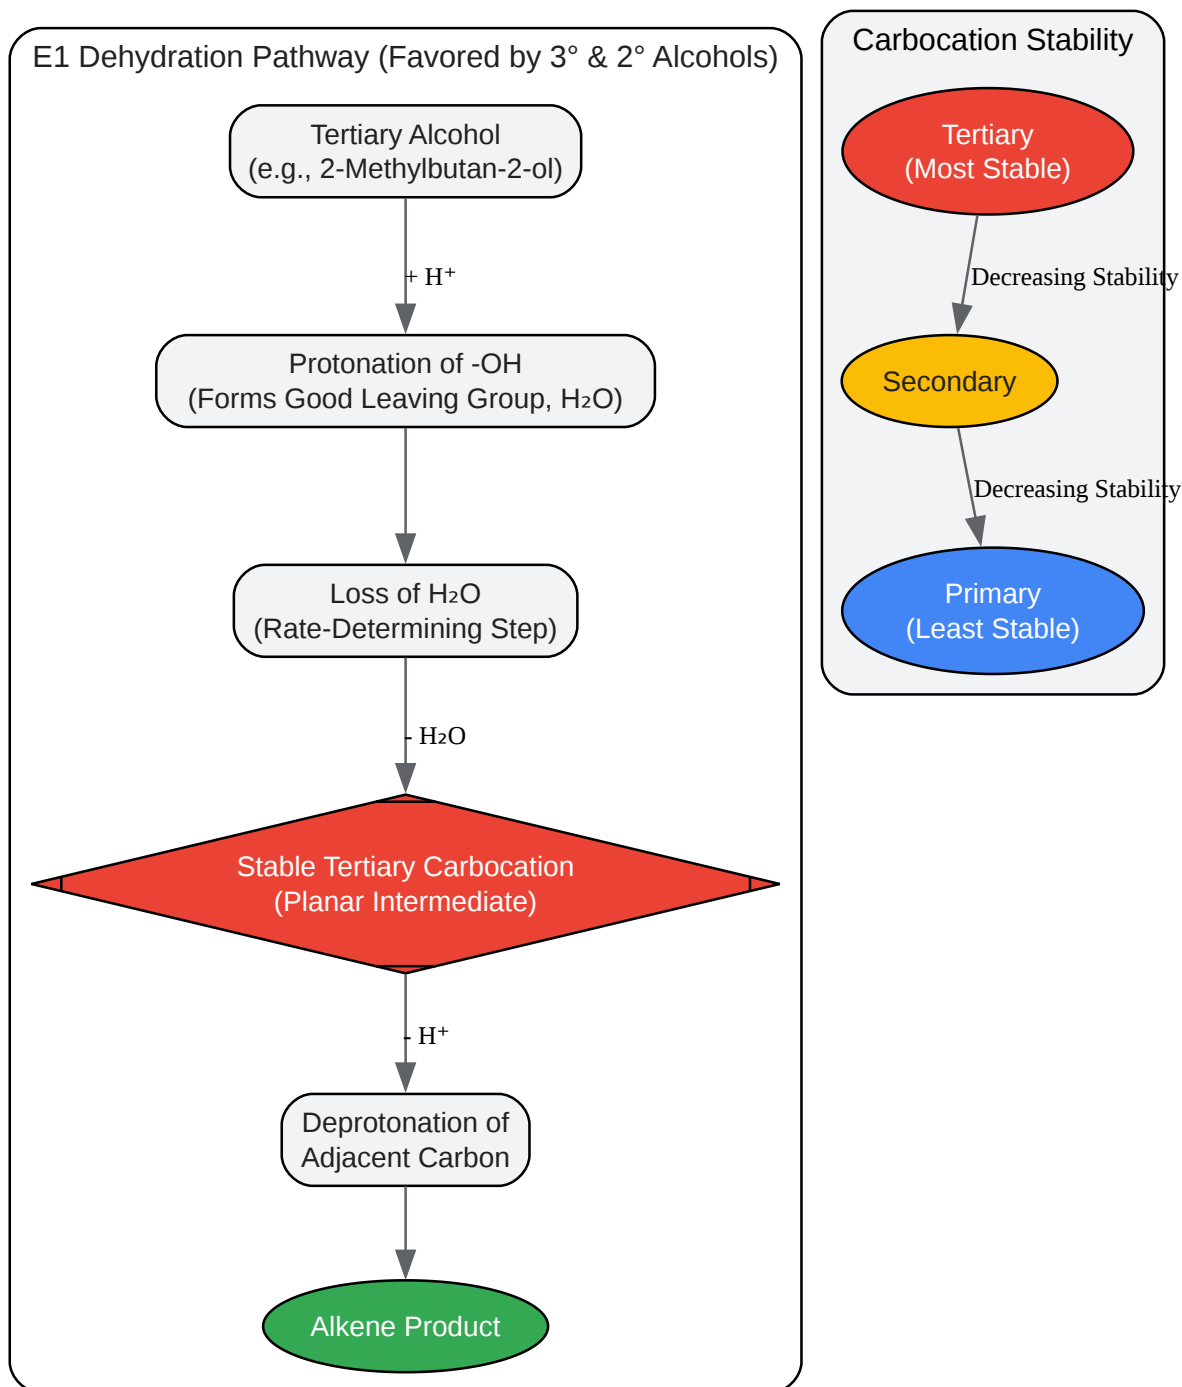 E1 Dehydration Pathway (Favored by 3° & 2° Alcohols)
Tertiary Alcohol
(e.g., 2-Methylbutan-2-ol)
+ H⁺
Protonation of -OH
(Forms Good Leaving Group, H₂O)
Loss of H₂O
(Rate-Determining Step)
- H₂O
Stable Tertiary Carbocation
(Planar Intermediate)
- H⁺
Deprotonation of
Adjacent Carbon
Alkene Product
Carbocation Stability
Tertiary
(Most Stable)
Decreasing Stability
Secondary
Decreasing Stability
Primary
(Least Stable)